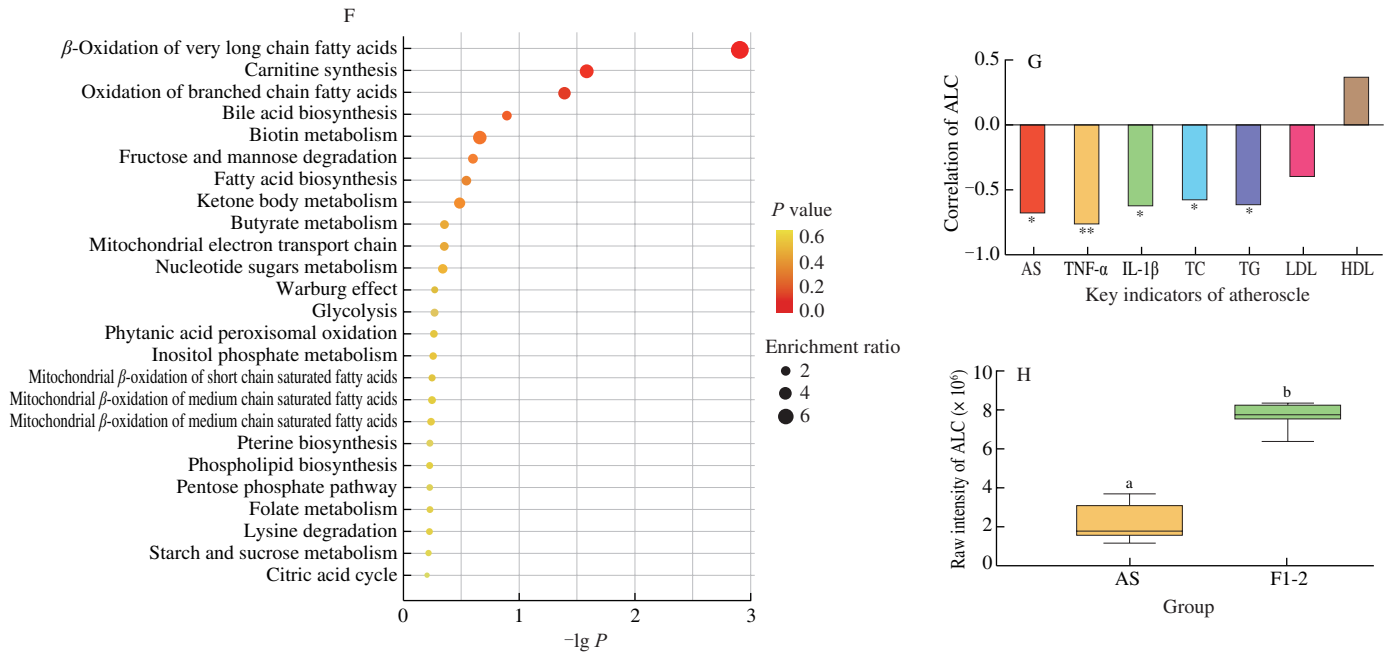 F
β-Oxidation of very long chain fatty acids
Carnitine synthesis
Oxidation of branched chain fatty acids
Bile acid biosynthesis
Biotin metabolism
Fructose and mannose degradation
Fatty acid biosynthesis
Ketone body metabolism
Butyrate metabolism
Mitochondrial electron transport chain
Nucleotide sugars metabolism
Warburg effect
Glycolysis
Phytanic acid peroxisomal oxidation
Inositol phosphate metabolism
Mitochondrial β-oxidation of short chain saturated fatty acids
Mitochondrial β-oxidation of medium chain saturated fatty acids
Mitochondrial β-oxidation of medium chain saturated fatty acids
Pterine biosynthesis
Phospholipid biosynthesis
Pentose phosphate pathway
Folate metabolism
Lysine degradation
Starch and sucrose metabolism
Citric acid cycle
0 1 2 3
−lg P
P value
0.6
0.4
0.2
0.0
Enrichment ratio
2
4
6
G
Correlation of ALC
0.5
0.0
−0.5
−1.0
* ** * * *
AS TNF-α IL-1β TC TG LDL HDL
Key indicators of atheroscle
H
Raw intensity of ALC (× 10⁶)
10
8
6
4
2
0
a
b
AS F1-2
Group